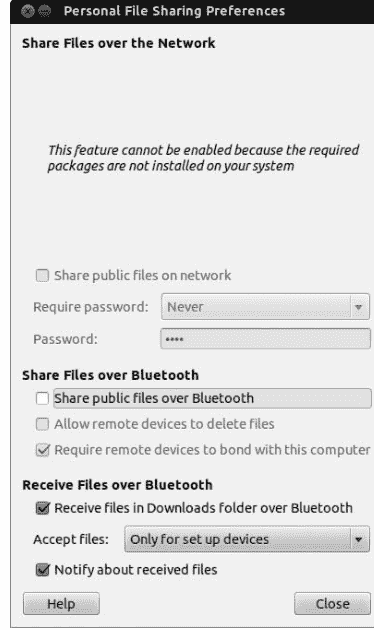 Personal File Sharing Preferences
Share Files over the Network
This feature cannot be enabled because the required
packages are not installed on your system
Share public files on network
Require password: Never
Password: ••••
Share Files over Bluetooth
Share public files over Bluetooth
Allow remote devices to delete files
Require remote devices to bond with this computer
Receive Files over Bluetooth
Receive files in Downloads folder over Bluetooth
Accept files: Only for set up devices
Notify about received files
Help Close